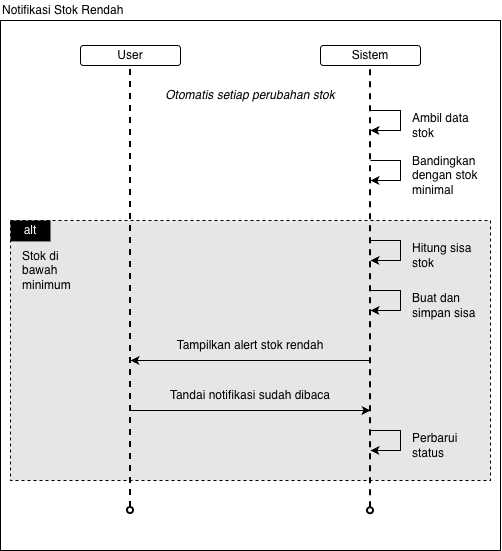 Notifikasi Stok Rendah
User
Sistem
Otomatis setiap perubahan stok
Ambil data
stok
Bandingkan
dengan stok
minimal
alt
Stok di
bawah
minimum
Hitung sisa
stok
Buat dan
simpan sisa
Tampilkan alert stok rendah
Tandai notifikasi sudah dibaca
Perbarui
status